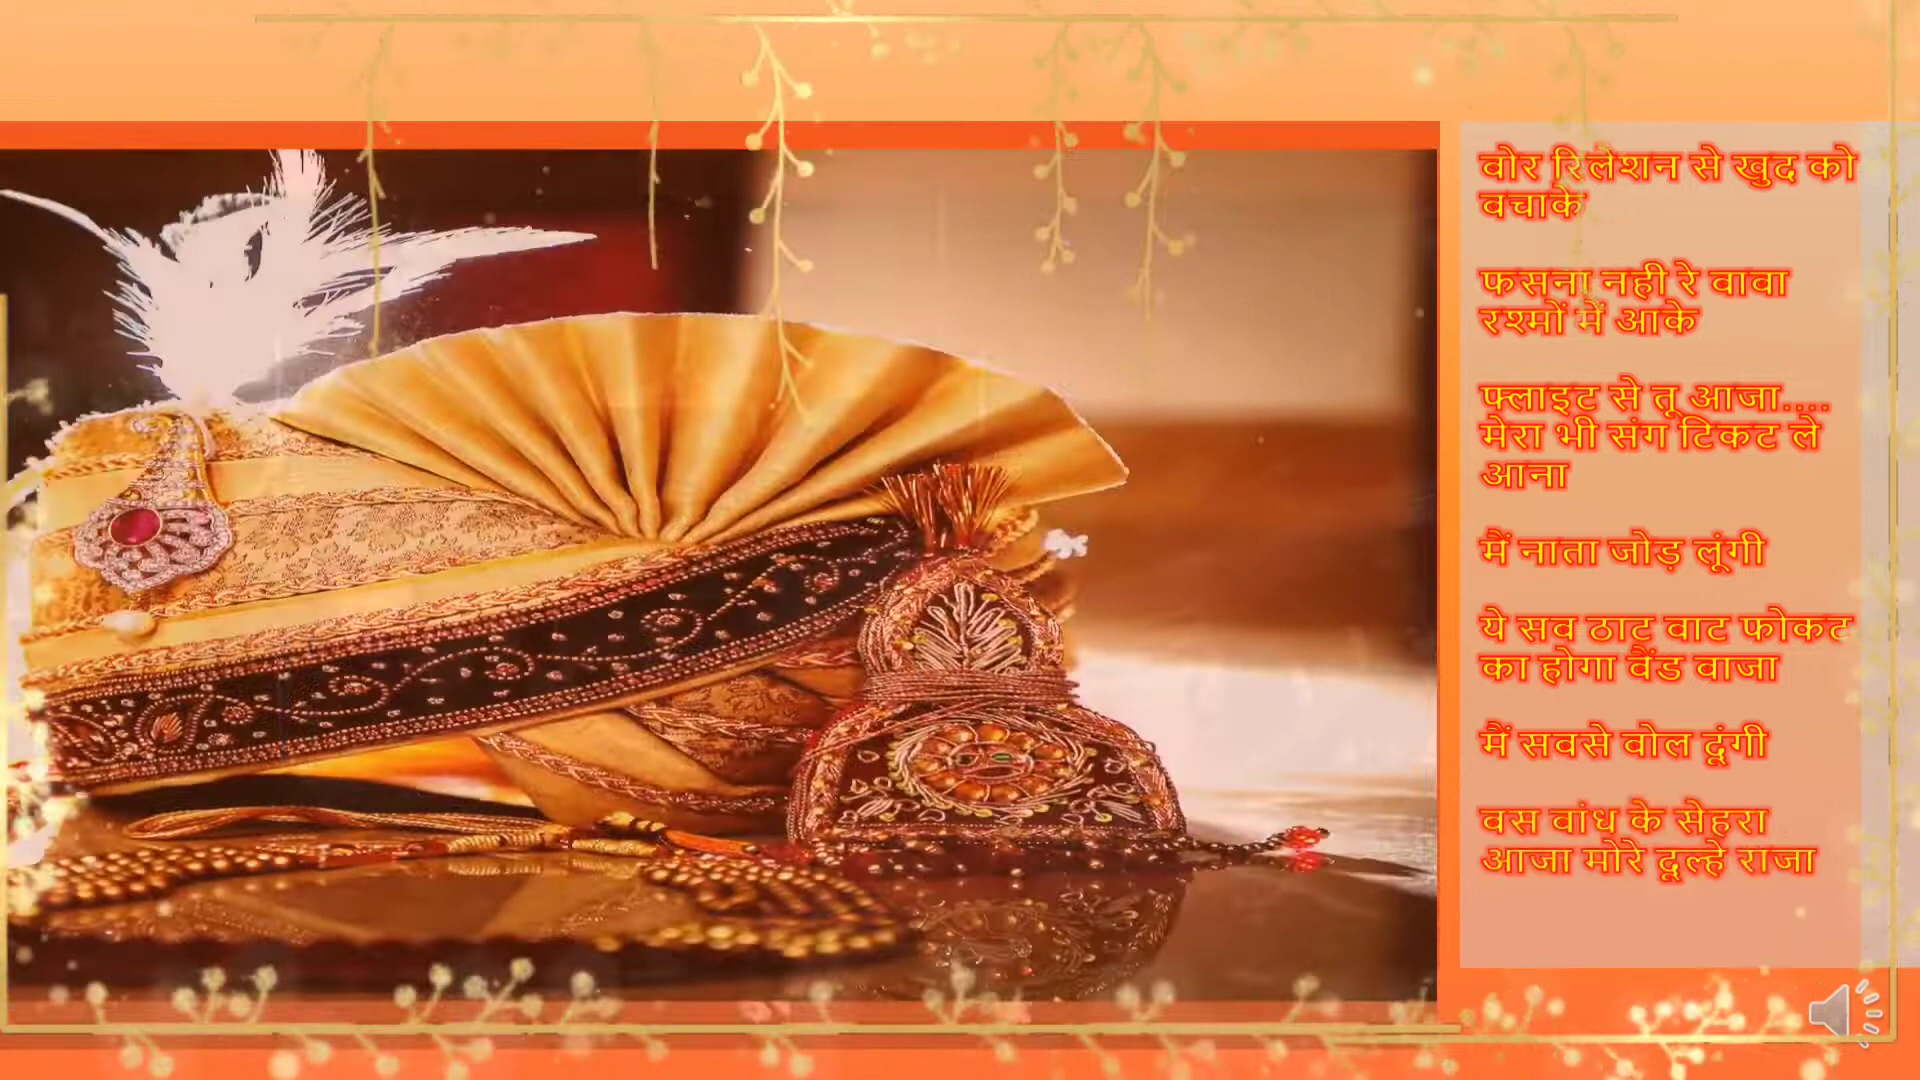 वोर रिलेशन से खुद को
वचाके
फसना नही रे वावा
रश्मों में आके
फ्लाइट से तू आजा....
मेरा भी संग टिकट ले
आना
मैं नाता जोड़ लूंगी
ये सव ठाट वाट फोकट
का होगा वैंड वाजा
मैं सवसे वोल दूंगी
वस वांध के सेहरा
आजा मोरे दूल्हे राजा